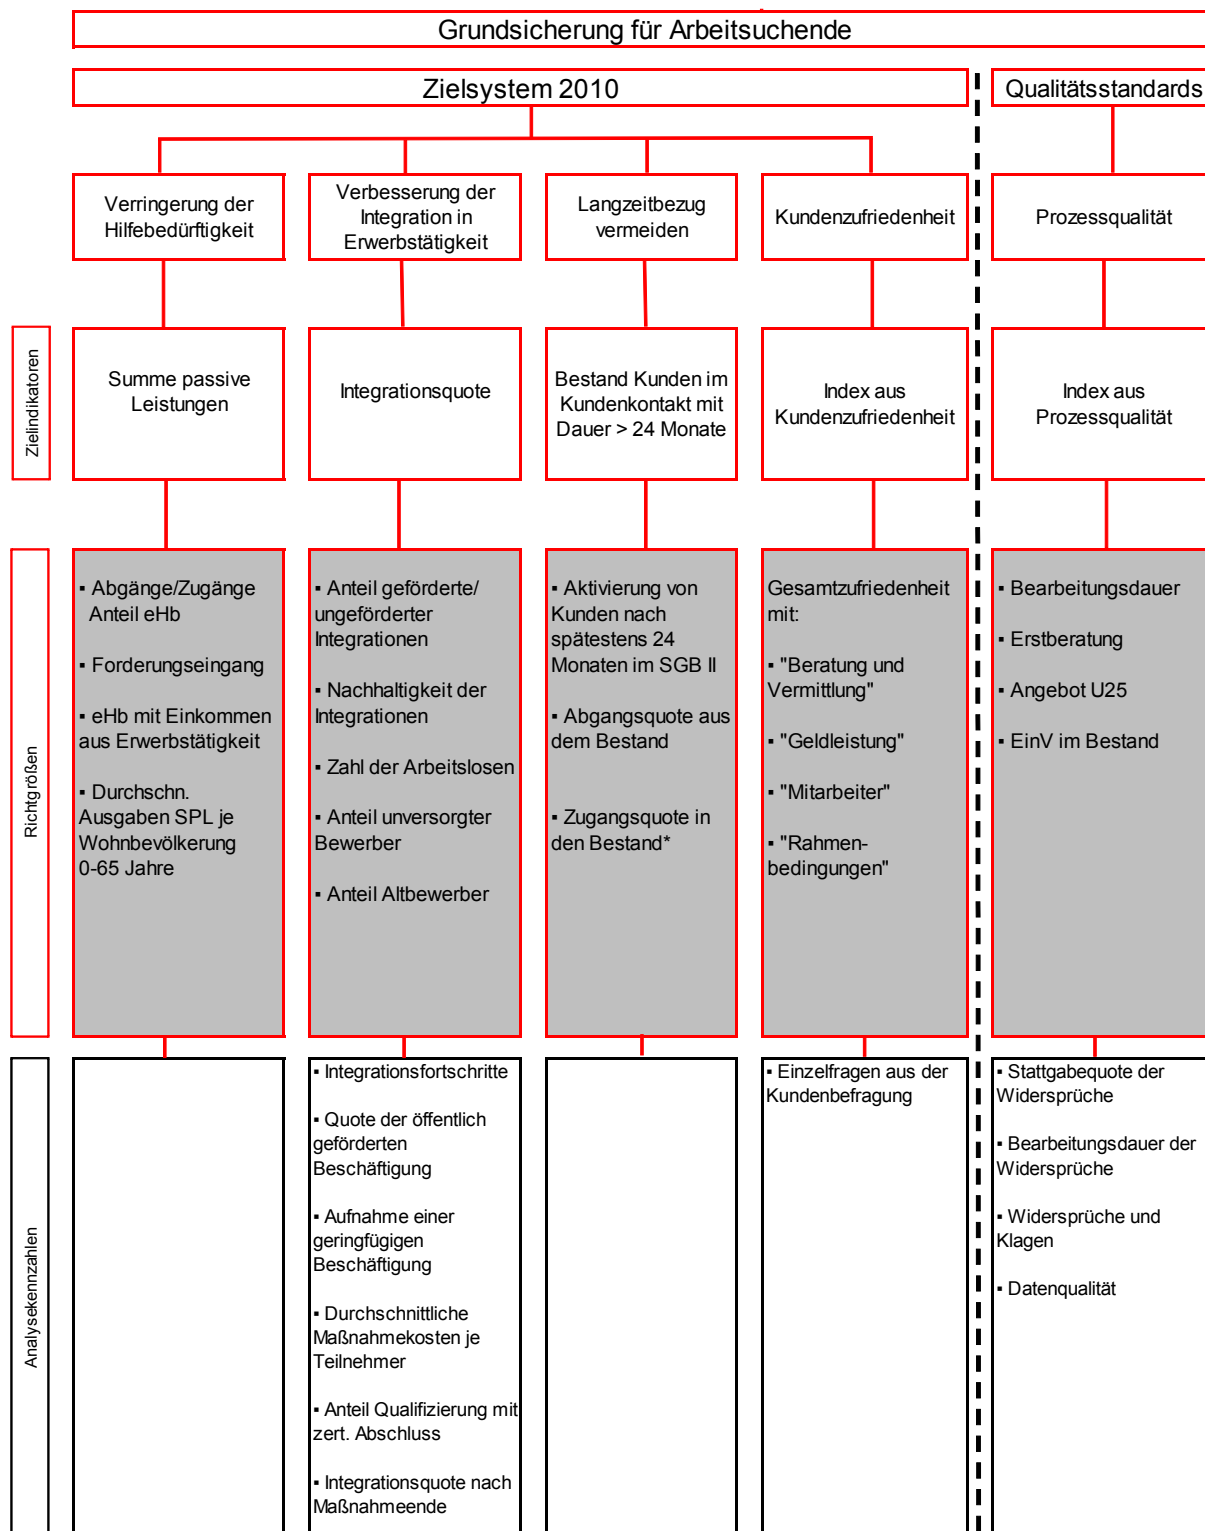 Grundsicherung für Arbeitsuchende
Zielsystem 2010
Qualitätsstandards
Verringerung der
Hilfebedürftigkeit
Verbesserung der
Integration in
Erwerbstätigkeit
Langzeitbezug
vermeiden
Kundenzufriedenheit
Prozessqualität
Zielindikatoren
Summe passive
Leistungen
Integrationsquote
Bestand Kunden im
Kundenkontakt mit
Dauer > 24 Monate
Index aus
Kundenzufriedenheit
Index aus
Prozessqualität
Richtgrößen
▪ Abgänge/Zugänge
Anteil eHb
▪ Forderungseingang
▪ eHb mit Einkommen
aus Erwerbstätigkeit
▪ Durchschn.
Ausgaben SPL je
Wohnbevölkerung
0-65 Jahre
▪ Anteil geförderte/
ungeförderter
Integrationen
▪ Nachhaltigkeit der
Integrationen
▪ Zahl der Arbeitslosen
▪ Anteil unversorgter
Bewerber
▪ Anteil Altbewerber
▪ Aktivierung von
Kunden nach
spätestens 24
Monaten im SGB II
▪ Abgangsquote aus
dem Bestand
▪ Zugangsquote in
den Bestand*
Gesamtzufriedenheit
mit:
▪ "Beratung und
Vermittlung"
▪ "Geldleistung"
▪ "Mitarbeiter"
▪ "Rahmen-
bedingungen"
▪ Bearbeitungsdauer
▪ Erstberatung
▪ Angebot U25
▪ EinV im Bestand
Analysekennzahlen
▪ Integrationsfortschritte
▪ Quote der öffentlich
geförderten
Beschäftigung
▪ Aufnahme einer
geringfügigen
Beschäftigung
▪ Durchschnittliche
Maßnahmekosten je
Teilnehmer
▪ Anteil Qualifizierung mit
zert. Abschluss
▪ Integrationsquote nach
Maßnahmeende
▪ Einzelfragen aus der
Kundenbefragung
▪ Stattgabequote der
Widersprüche
▪ Bearbeitungsdauer der
Widersprüche
▪ Widersprüche und
Klagen
▪ Datenqualität